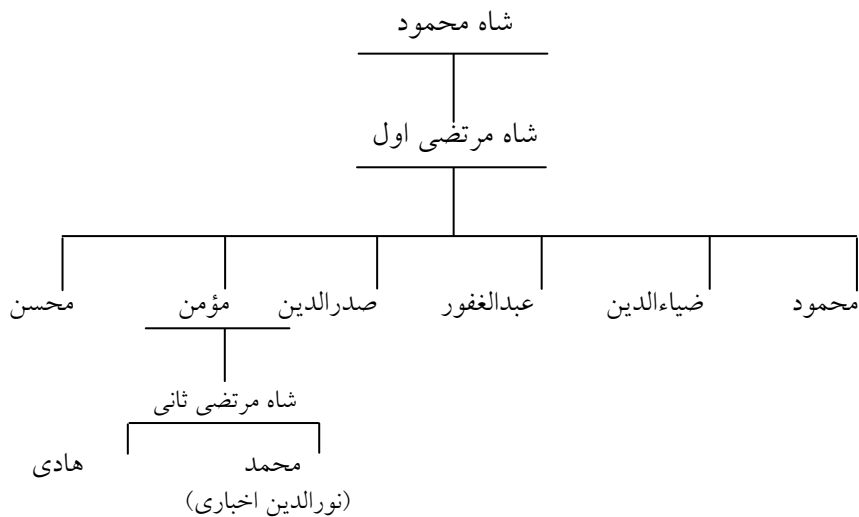 شاه محمود
شاه مرتضی اول
محمود ضیاءالدین عبدالغفور صدرالدین مؤمن محسن
شاه مرتضی ثانی
محمد هادی
(نورالدین اخباری)